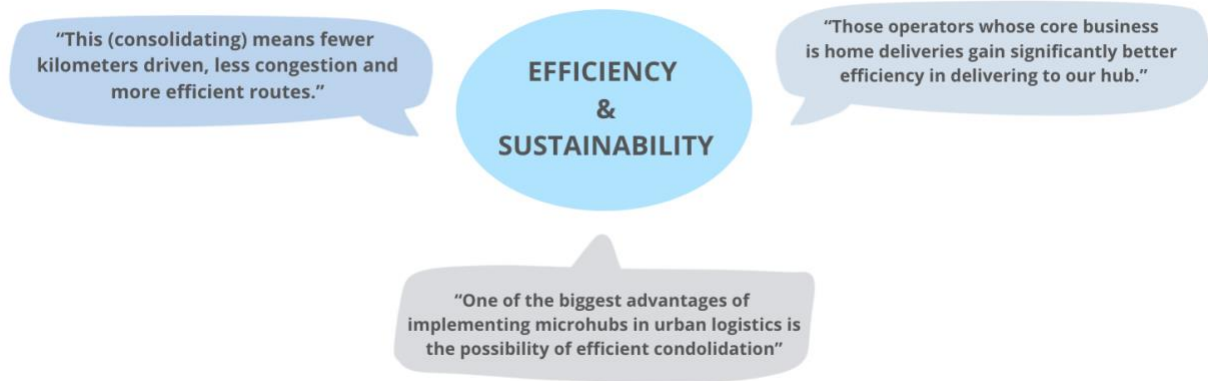 “This (consolidating) means fewer
kilometers driven, less congestion and
more efficient routes.”
EFFICIENCY
&
SUSTAINABILITY
“Those operators whose core business
is home deliveries gain significantly better
efficiency in delivering to our hub.”
“One of the biggest advantages of
implementing microhubs in urban logistics is
the possibility of efficient condolidation”